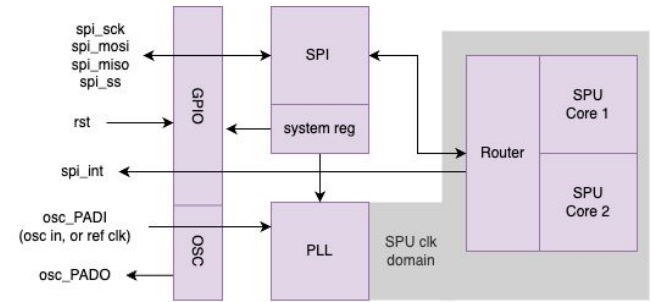 spi_sck
spi_mosi
spi_miso
spi_ss
rst
spi_int
osc_PADI
(osc in, or ref clk)
osc_PADO
GPIO
OSC
SPI
system reg
PLL
SPU clk
domain
Router
SPU
Core 1
SPU
Core 2